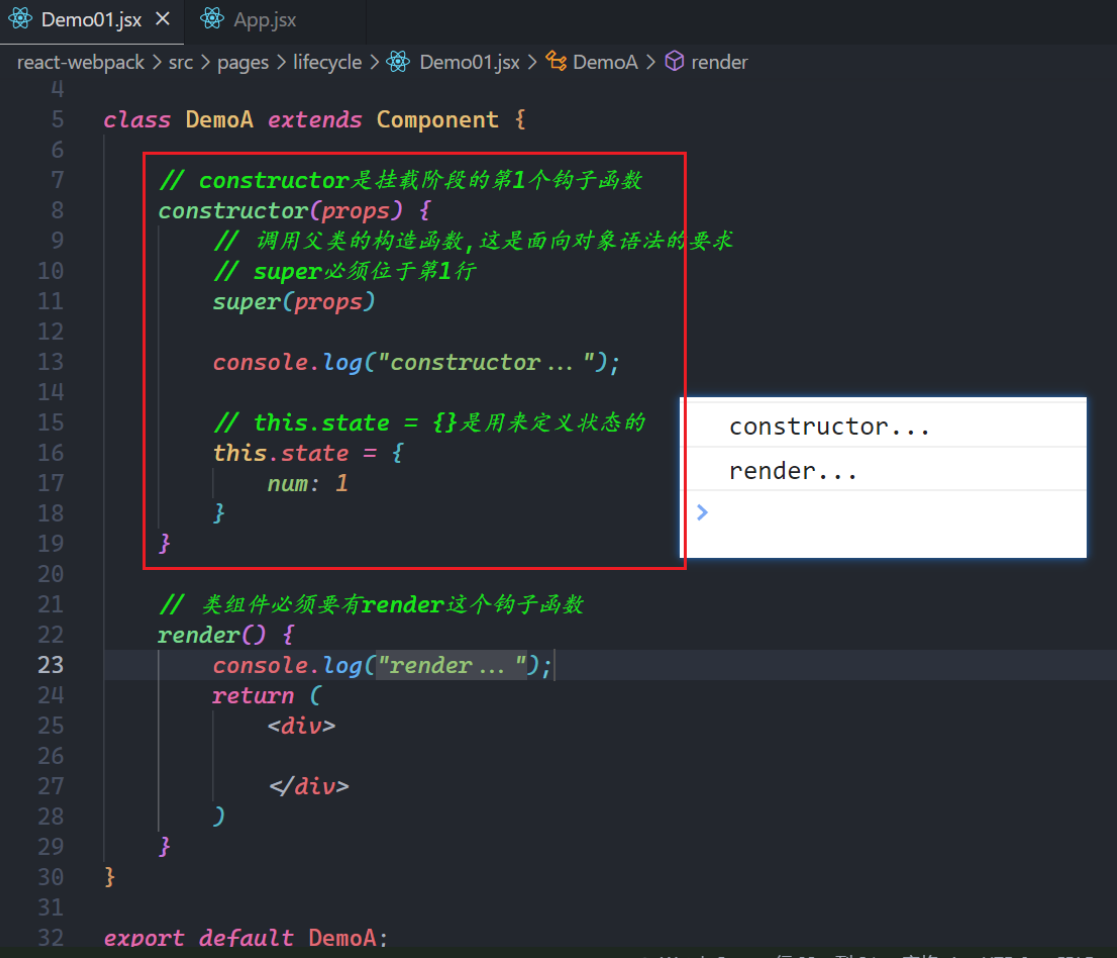 Demo01.jsx × App.jsx
react-webpack > src > pages > lifecycle > Demo01.jsx > DemoA > render
4
5 class DemoA extends Component {
6
7 // constructor是挂载阶段的第1个钩子函数
8 constructor(props) {
9 // 调用父类的构造函数,这是面向对象语法的要求
10 // super必须位于第1行
11 super(props)
12
13 console.log("constructor...");
14
15 // this.state = {}是用来定义状态的
16 this.state = {
17 num: 1
18 }
19 }
20
21 // 类组件必须要有render这个钩子函数
22 render() {
23 console.log("render...");
24 return (
25 <div>
26
27 </div>
28 )
29 }
30 }
31
32 export default DemoA;
constructor...
render...
>